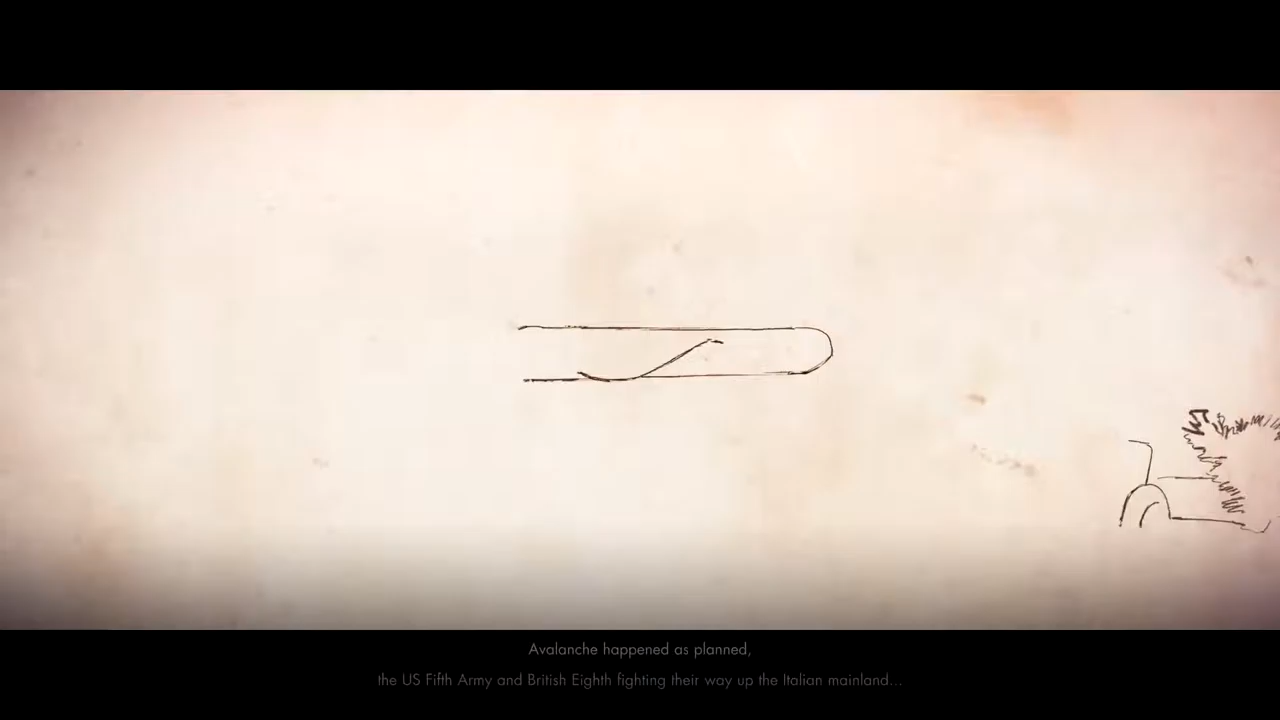 Avalanche happened as planned,
the US Fifth Army and British Eighth fighting their way up the Italian mainland...